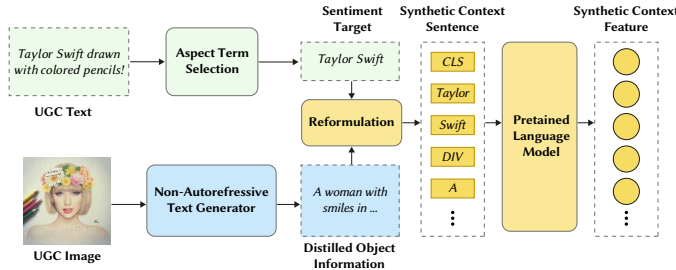 Sentiment
Target
Synthetic Context
Sentence
Synthetic Context
Feature
Taylor Swift drawn
with colored pencils!
UGC Text
Aspect Term
Selection
Taylor Swift
Reformulation
CLS
Taylor
Swift
DIV
A
Pretained
Language
Model
UGC Image
Non-Autorefressive
Text Generator
A woman with
smiles in ...
Distilled Object
Information